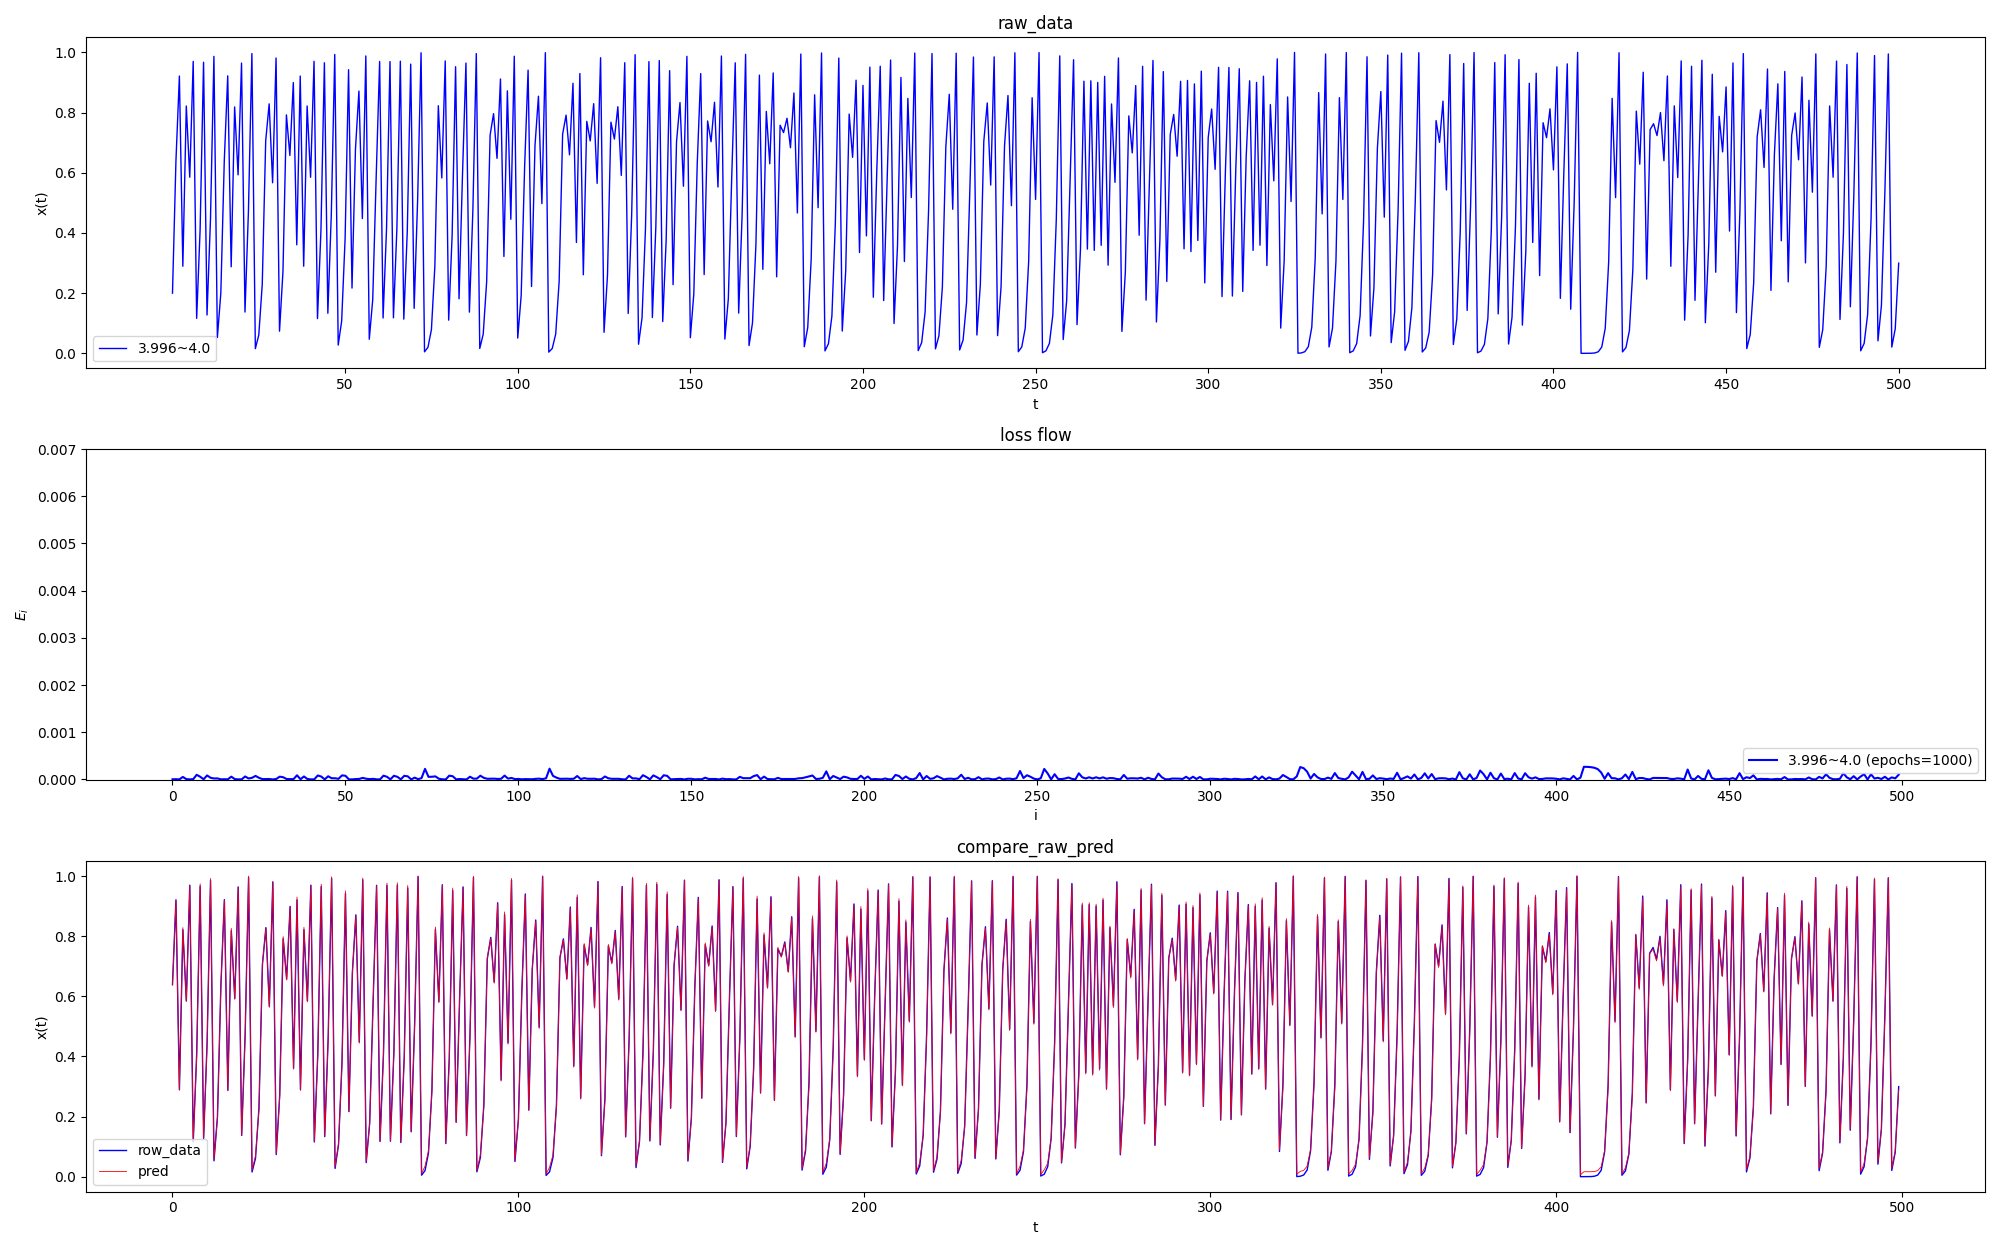 raw_data
x(t)
1.0
0.8
0.6
0.4
0.2
0.0
3.996~4.0
50 100 150 200 250 300 350 400 450 500
t
loss flow
E_i
0.007
0.006
0.005
0.004
0.003
0.002
0.001
0.000
3.996~4.0 (epochs=1000)
0 50 100 150 200 250 300 350 400 450 500
i
compare_raw_pred
x(t)
1.0
0.8
0.6
0.4
0.2
0.0
row_data
pred
0 100 200 300 400 500
t